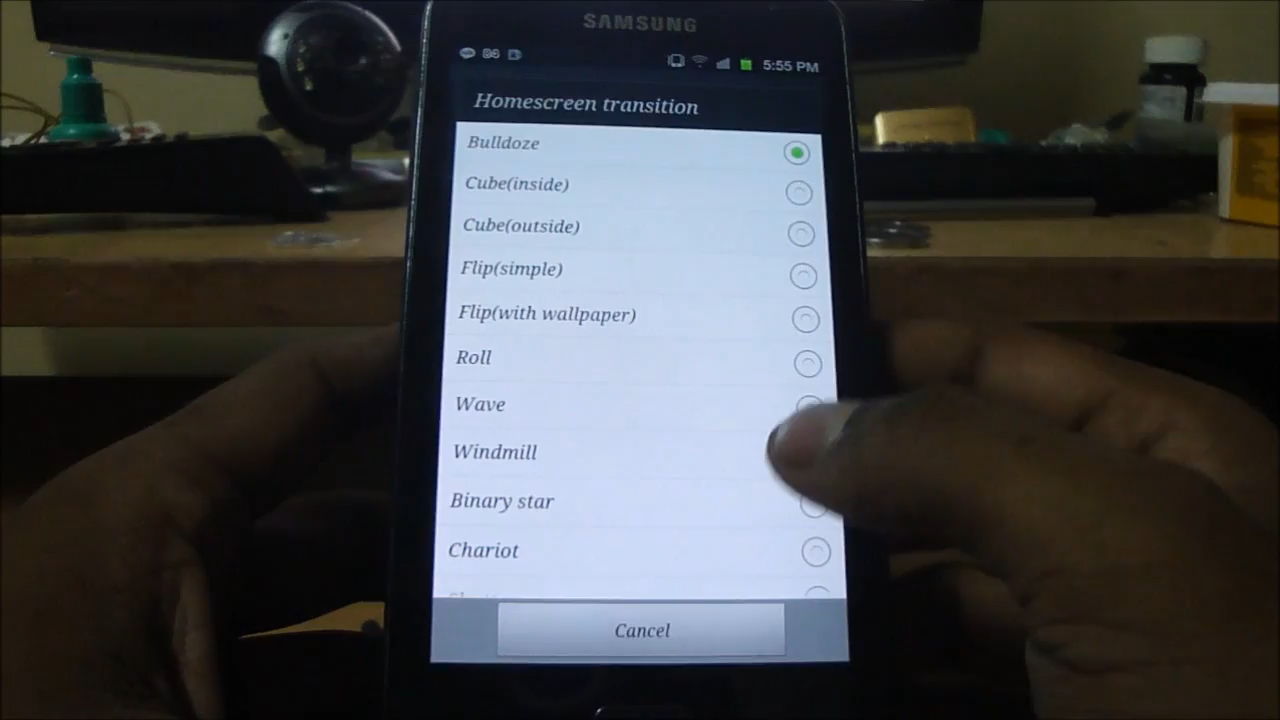 SAMSUNG
5:55 PM
Homescreen transition
Bulldoze
Cube(inside)
Cube(outside)
Flip(simple)
Flip(with wallpaper)
Roll
Wave
Windmill
Binary star
Chariot
Cancel